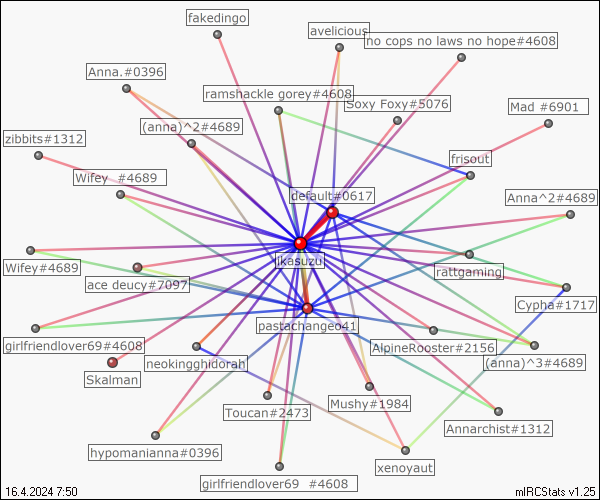 fakedingo
avelicious
no cops no laws no hope#4608
Anna.#0396
ramshackle gorey#4608
Soxy Foxy#5076
Mad #6901
(anna)^2#4689
zibbits#1312
frisout
Wifey_#4689
default#0617
Anna^2#4689
jkasuzu
Wifey#4689
rattgaming
ace deucy#7097
Cypha#1717
pastachange041
girlfriendlover69#4608
AlpineRooster#2156
(anna)^3#4689
neokingghidorah
Skalman
Toucan#2473
Mushy#1984
Annarchist#1312
hypomanianna#0396
xenoyaut
girlfriendlover69_#4608
16.4.2024 7:50
mIRCStats v1.25